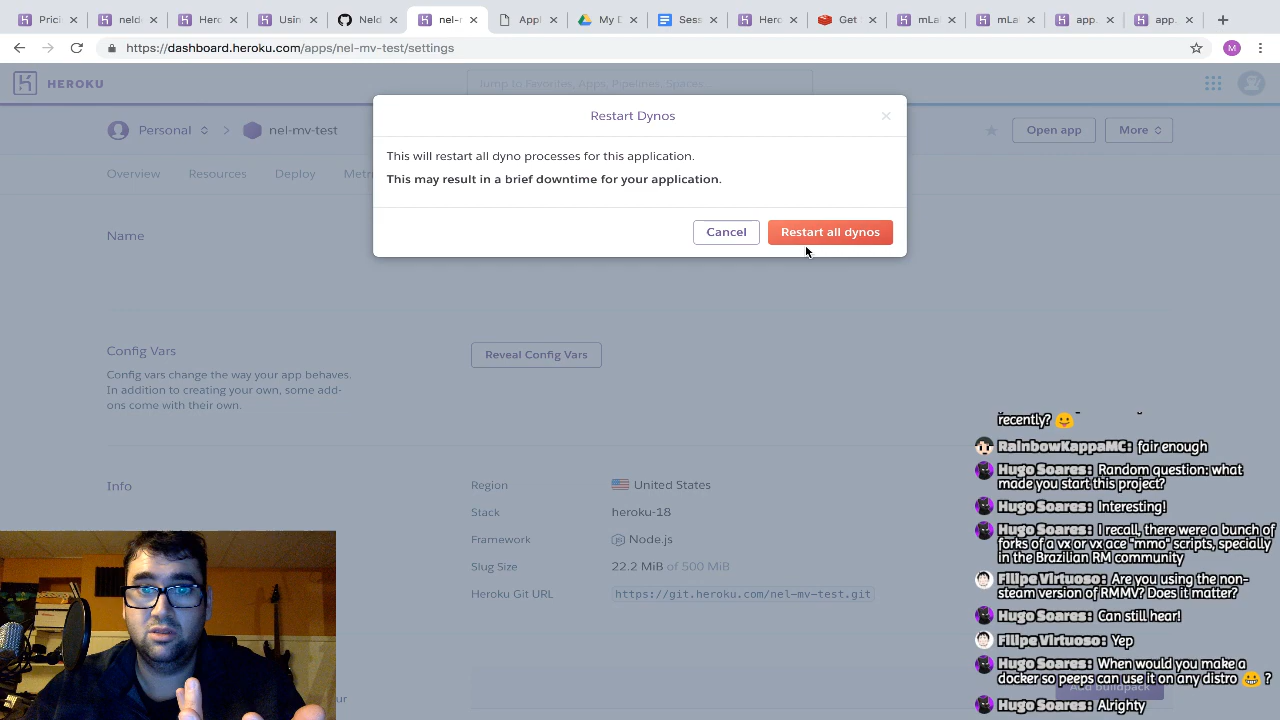 Prici
neld
Herc
Usin
Neld
nel-r
Appl
My D
Sess
Herc
Get
mLa
mLa
app
app
https://dashboard.heroku.com/apps/nel-mv-test/settings
M
HEROKU
Jump to Favorites, Apps, Pipelines, Spaces...
Personal
nel-mv-test
Open app
More
Overview
Resources
Deploy
Metri
Restart Dynos
This will restart all dyno processes for this application.
This may result in a brief downtime for your application.
Cancel
Restart all dynos
Name
Config Vars
Config vars change the way your app behaves.
In addition to creating your own, some add-
ons come with their own.
Reveal Config Vars
Info
Region United States
Stack heroku-18
Framework Node.js
Slug Size 22.2 MiB of 500 MiB
Heroku Git URL https://git.heroku.com/nel-mv-test.git
Add buildpack
recently?
RainbowKappaMC: fair enough
Hugo Soares: Random question: what
made you start this project?
Hugo Soares: Interesting!
Hugo Soares: I recall, there were a bunch of
forks of a vx or vx ace "mmo" scripts, specially
in the Brazilian RM community
Filipe Virtuoso: Are you using the non-
steam version of RMMV? Does it matter?
Hugo Soares: Can still hear!
Filipe Virtuoso: Yep
Hugo Soares: When would you make a
docker so peeps can use it on any distro ?
Hugo Soares: Alrighty